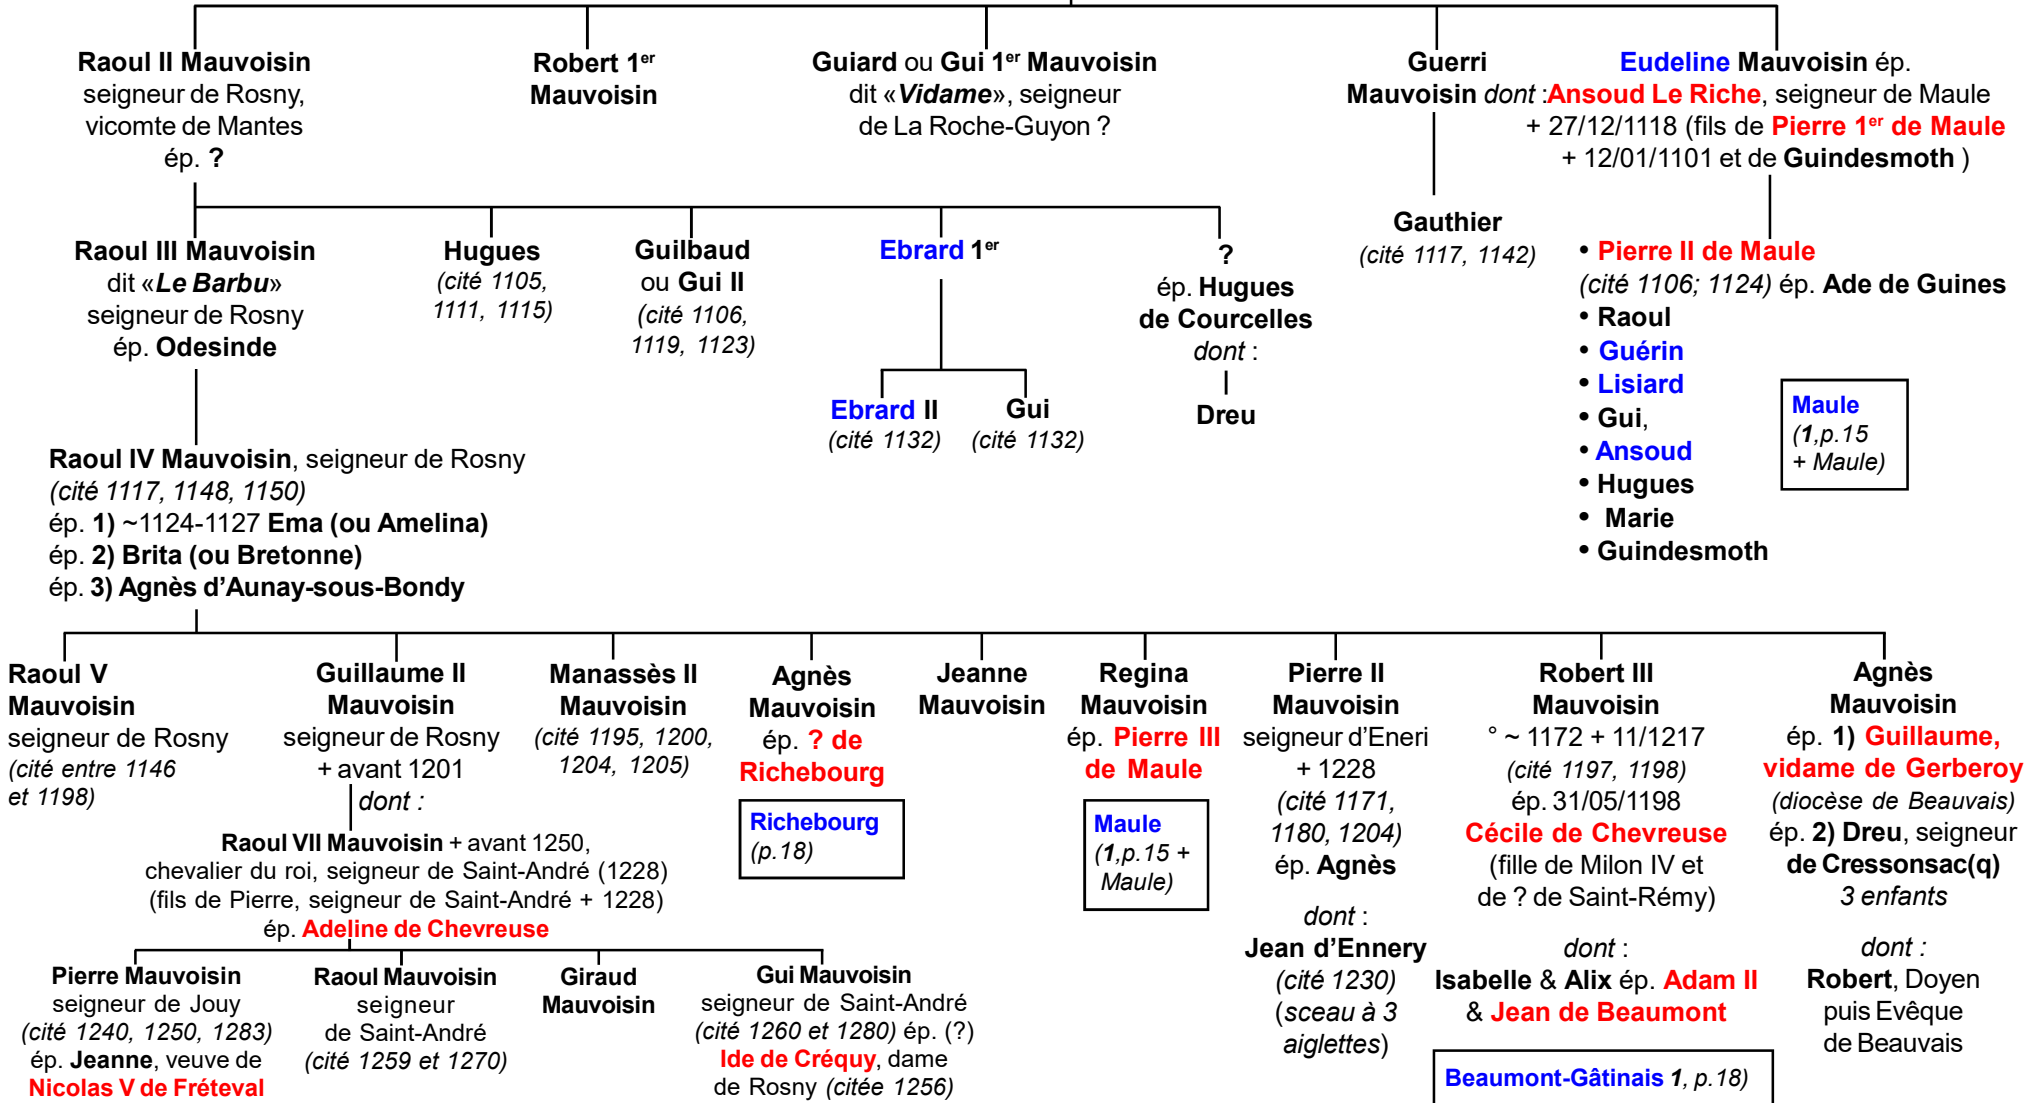 Raoul II Mauvoisin
seigneur de Rosny,
vicomte de Mantes
ép. ?
Robert 1er
Mauvoisin
Guiard ou Gui 1er Mauvoisin
dit «Vidame», seigneur
de La Roche-Guyon ?
Guerri
Mauvoisin dont :
Eudeline Mauvoisin ép.
Ansoud Le Riche, seigneur de Maule
+ 27/12/1118 (fils de Pierre 1er de Maule
+ 12/01/1101 et de Guindesmoth )
Raoul III Mauvoisin
dit «Le Barbu»
seigneur de Rosny
ép. Odesinde
Hugues
(cité 1105,
1111, 1115)
Guilbaud
ou Gui II
(cité 1106,
1119, 1123)
Ebrard 1er
?
ép. Hugues
de Courcelles
dont :
Dreu
Gauthier
(cité 1117, 1142)
• Pierre II de Maule
(cité 1106; 1124) ép. Ade de Guines
• Raoul
• Guérin
• Lisiard
• Gui,
• Ansoud
• Hugues
• Marie
• Guindesmoth
Maule
(1,p.15
+ Maule)
Ebrard II
(cité 1132)
Gui
(cité 1132)
Raoul IV Mauvoisin, seigneur de Rosny
(cité 1117, 1148, 1150)
ép. 1) ~1124-1127 Ema (ou Amelina)
ép. 2) Brita (ou Bretonne)
ép. 3) Agnès d'Aunay-sous-Bondy
Raoul V
Mauvoisin
seigneur de Rosny
(cité entre 1146
et 1198)
Guillaume II
Mauvoisin
seigneur de Rosny
+ avant 1201
dont :
Manassès II
Mauvoisin
(cité 1195, 1200,
1204, 1205)
Agnès
Mauvoisin
ép. ? de
Richebourg
Richebourg
(p.18)
Jeanne
Mauvoisin
Regina
Mauvoisin
ép. Pierre III
de Maule
Maule
(1,p.15 +
Maule)
Pierre II
Mauvoisin
seigneur d'Eneri
+ 1228
(cité 1171,
1180, 1204)
ép. Agnès
dont :
Jean d'Ennery
(cité 1230)
(sceau à 3
aiglettes)
Robert III
Mauvoisin
° ~ 1172 + 11/1217
(cité 1197, 1198)
ép. 31/05/1198
Cécile de Chevreuse
(fille de Milon IV et
de ? de Saint-Rémy)
dont :
Isabelle & Alix ép. Adam II
& Jean de Beaumont
Beaumont-Gâtinais 1, p.18)
Agnès
Mauvoisin
ép. 1) Guillaume,
vidame de Gerberoy
(diocèse de Beauvais)
ép. 2) Dreu, seigneur
de Cressonsac(q)
3 enfants
dont :
Robert, Doyen
puis Evêque
de Beauvais
Raoul VII Mauvoisin + avant 1250,
chevalier du roi, seigneur de Saint-André (1228)
(fils de Pierre, seigneur de Saint-André + 1228)
ép. Adeline de Chevreuse
Pierre Mauvoisin
seigneur de Jouy
(cité 1240, 1250, 1283)
ép. Jeanne, veuve de
Nicolas V de Fréteval
Raoul Mauvoisin
seigneur
de Saint-André
(cité 1259 et 1270)
Giraud
Mauvoisin
Gui Mauvoisin
seigneur de Saint-André
(cité 1260 et 1280) ép. (?)
Ide de Créquy, dame
de Rosny (citée 1256)